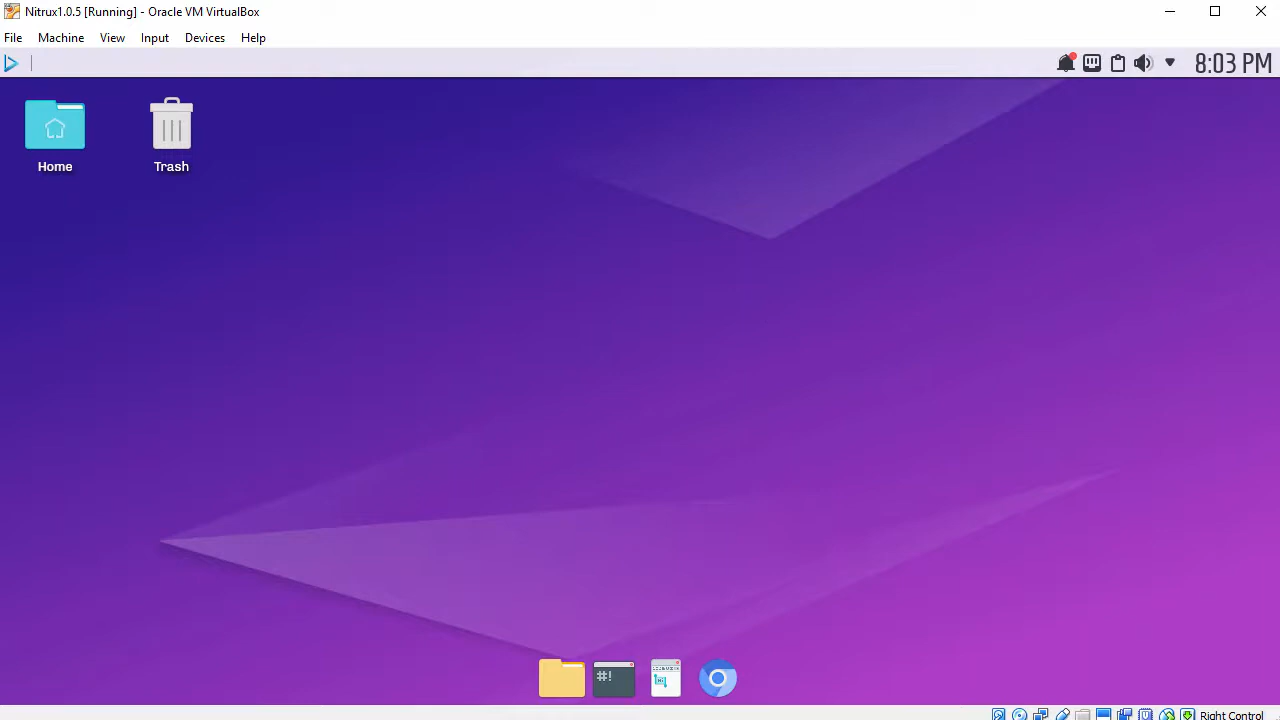 Nitrux1.0.5 [Running] - Oracle VM VirtualBox
File Machine View Input Devices Help
8:03 PM
Home Trash
#!
Right Control